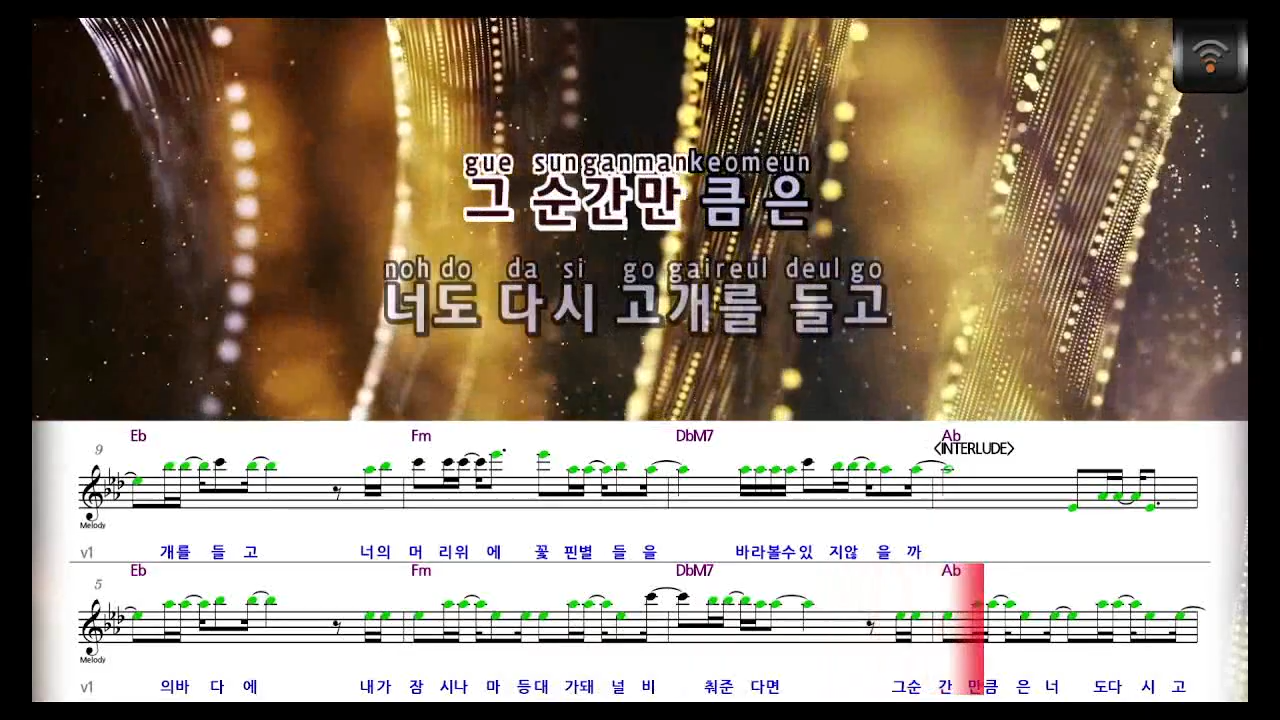 gue sunganmankeomeun
그 순간만 큼 은
noh do da si go gaireul deul go
너도 다시 고개를 들고
Eb Fm DbM7 Ab
<INTERLUDE>
9
Melody
v1 개를 들 고 너의 머 리위 에 꽃 핀별 들 을 바라볼수있 지않 을 까
Eb Fm DbM7 Ab
5
Melody
v1 의바 다 에 내가 잠 시나 마 등대 가돼 널 비 춰준 다면 그순 간 만큼 은 너 도다 시 고